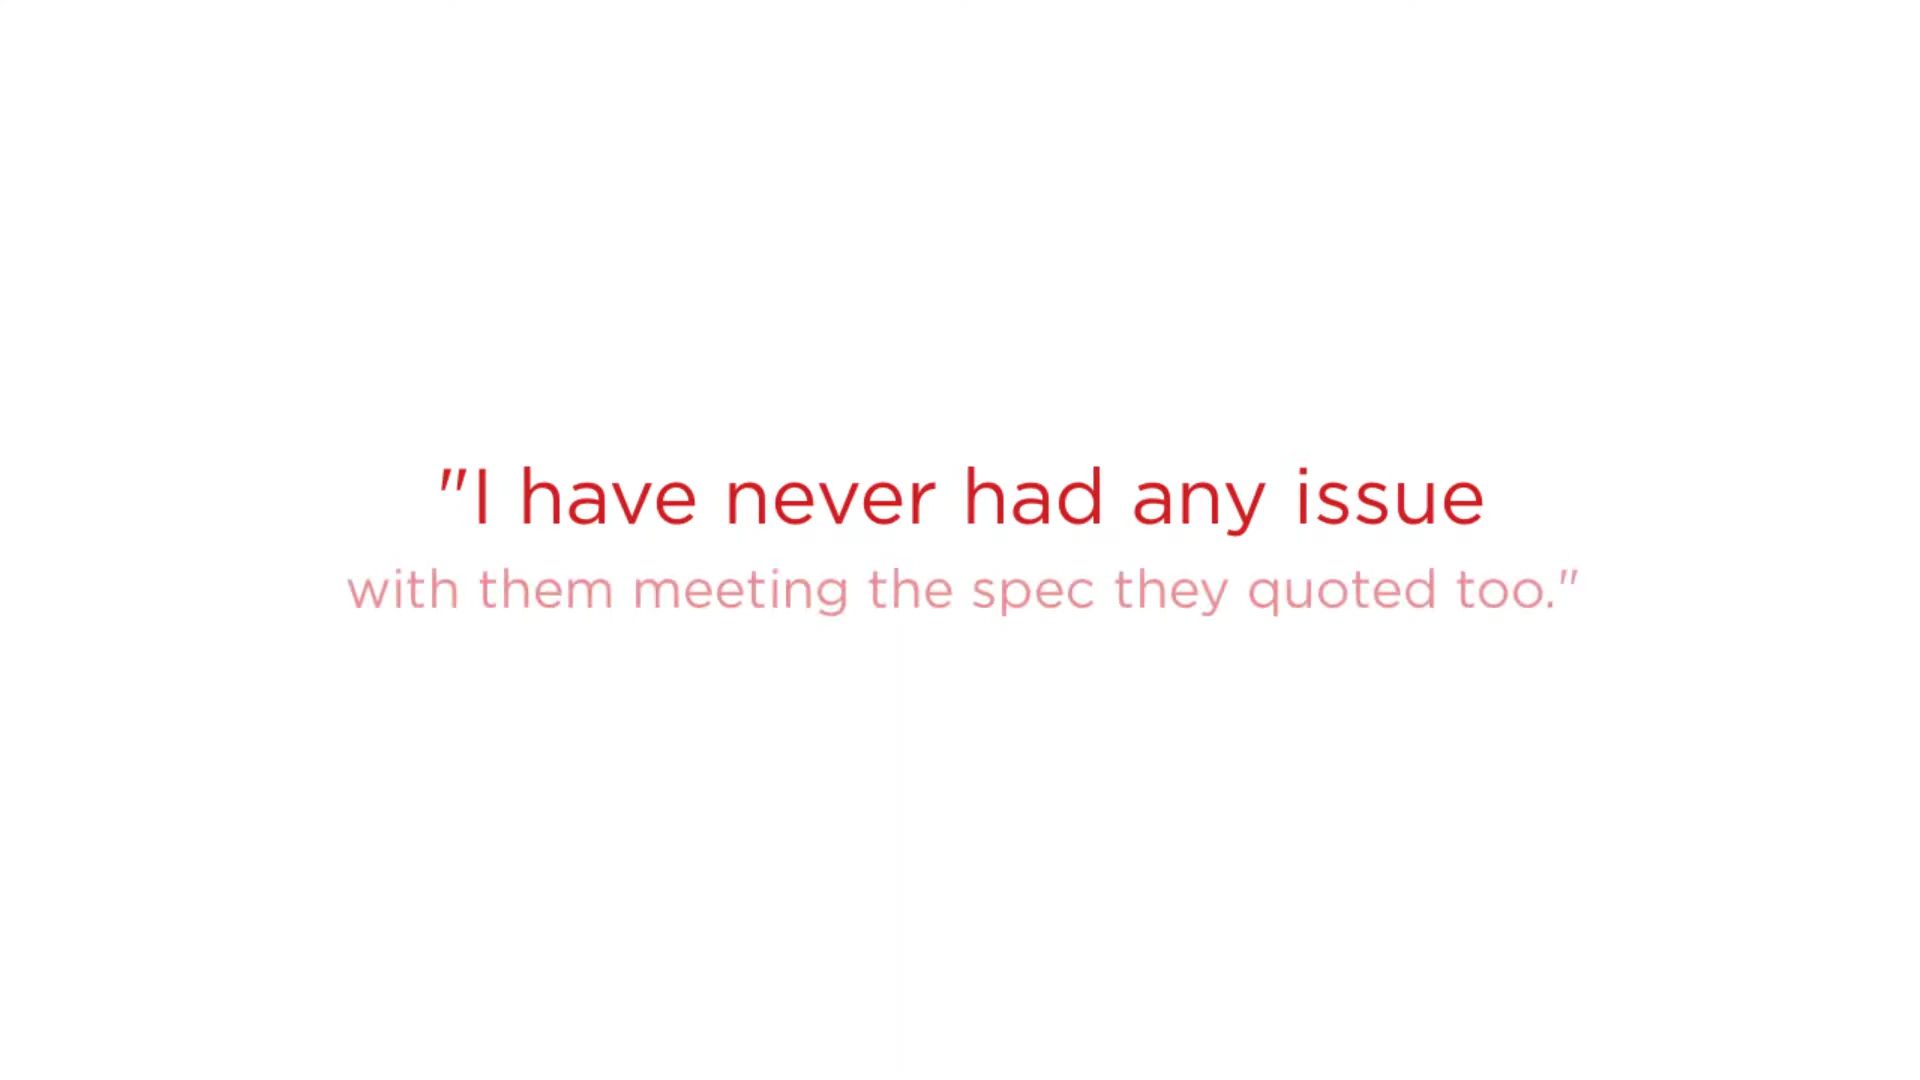 "I have never had any issue
with them meeting the spec they quoted too."